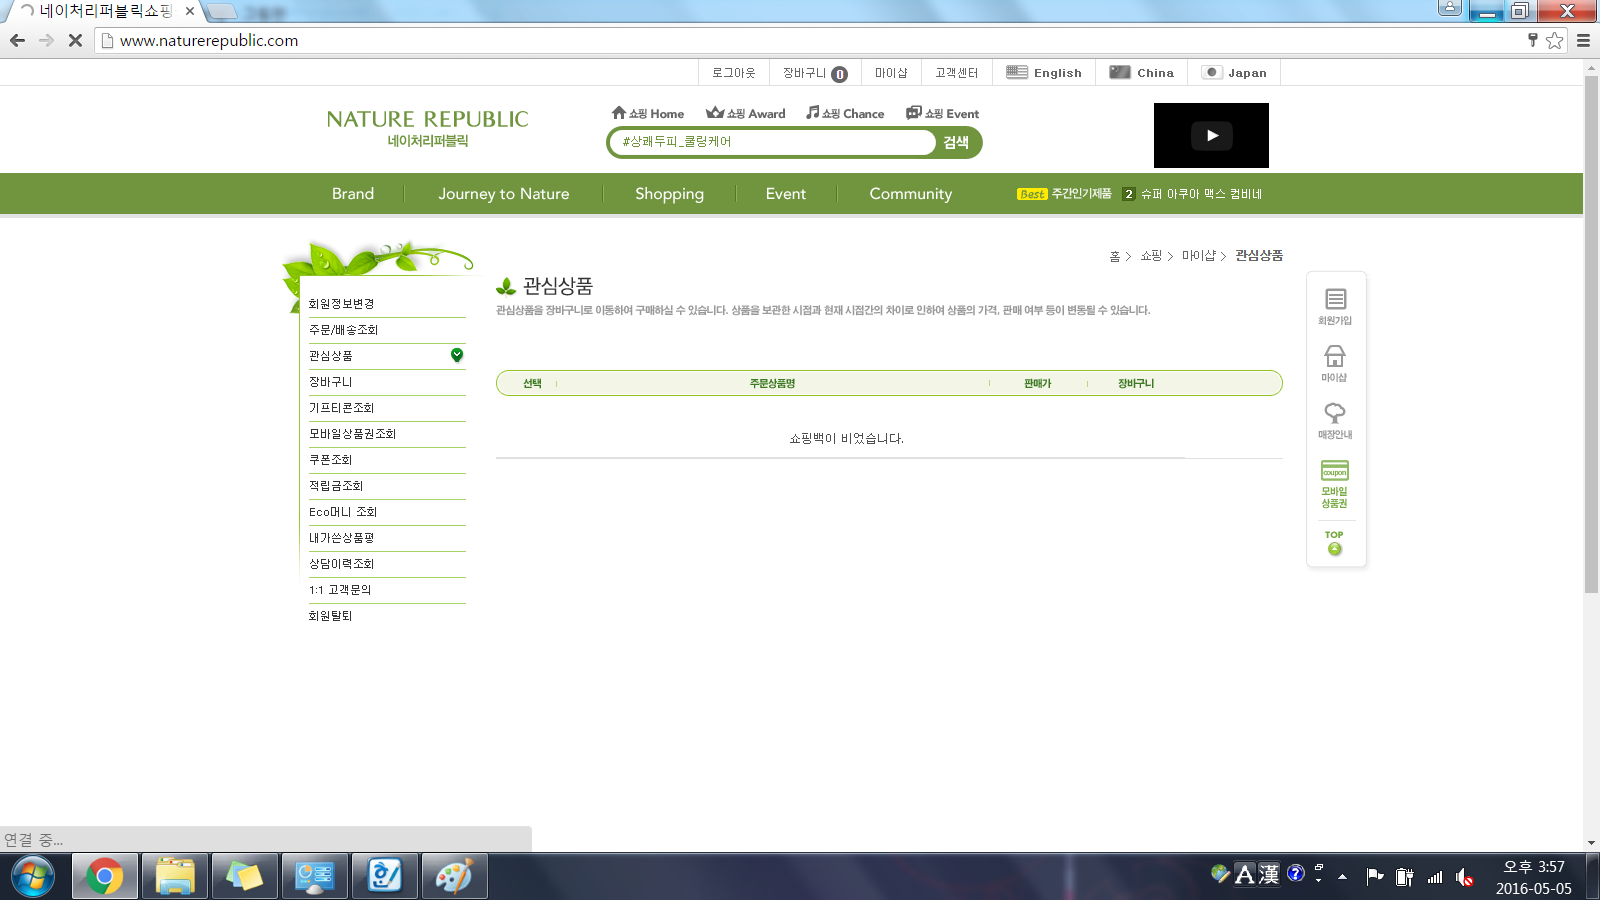 네이처리퍼블릭쇼핑
www.naturerepublic.com
로그아웃 장바구니 0 마이샵 고객센터 English China Japan
쇼핑 Home 쇼핑 Award 쇼핑 Chance 쇼핑 Event
NATURE REPUBLIC
네이처리퍼블릭
#상쾌두피_쿨링케어 검색
Brand Journey to Nature Shopping Event Community Best 주간인기제품 2 슈퍼 아쿠아 맥스 컴비네
홈 > 쇼핑 > 마이샵 > 관심상품
관심상품
관심상품을 장바구니로 이동하여 구매하실 수 있습니다. 상품을 보관한 시점과 현재 시점간의 차이로 인하여 상품의 가격, 판매 여부 등이 변동될 수 있습니다.
회원정보변경
주문/배송조회
관심상품
장바구니
기프티콘조회
모바일상품권조회
쿠폰조회
적립금조회
Eco머니 조회
내가쓴상품평
상담이력조회
1:1 고객문의
회원탈퇴
선택 주문상품명 판매가 장바구니
쇼핑백이 비었습니다.
회원가입
마이샵
매장안내
coupon
모바일
상품권
TOP
연결 중...
A 漢 ?
오후 3:57
2016-05-05